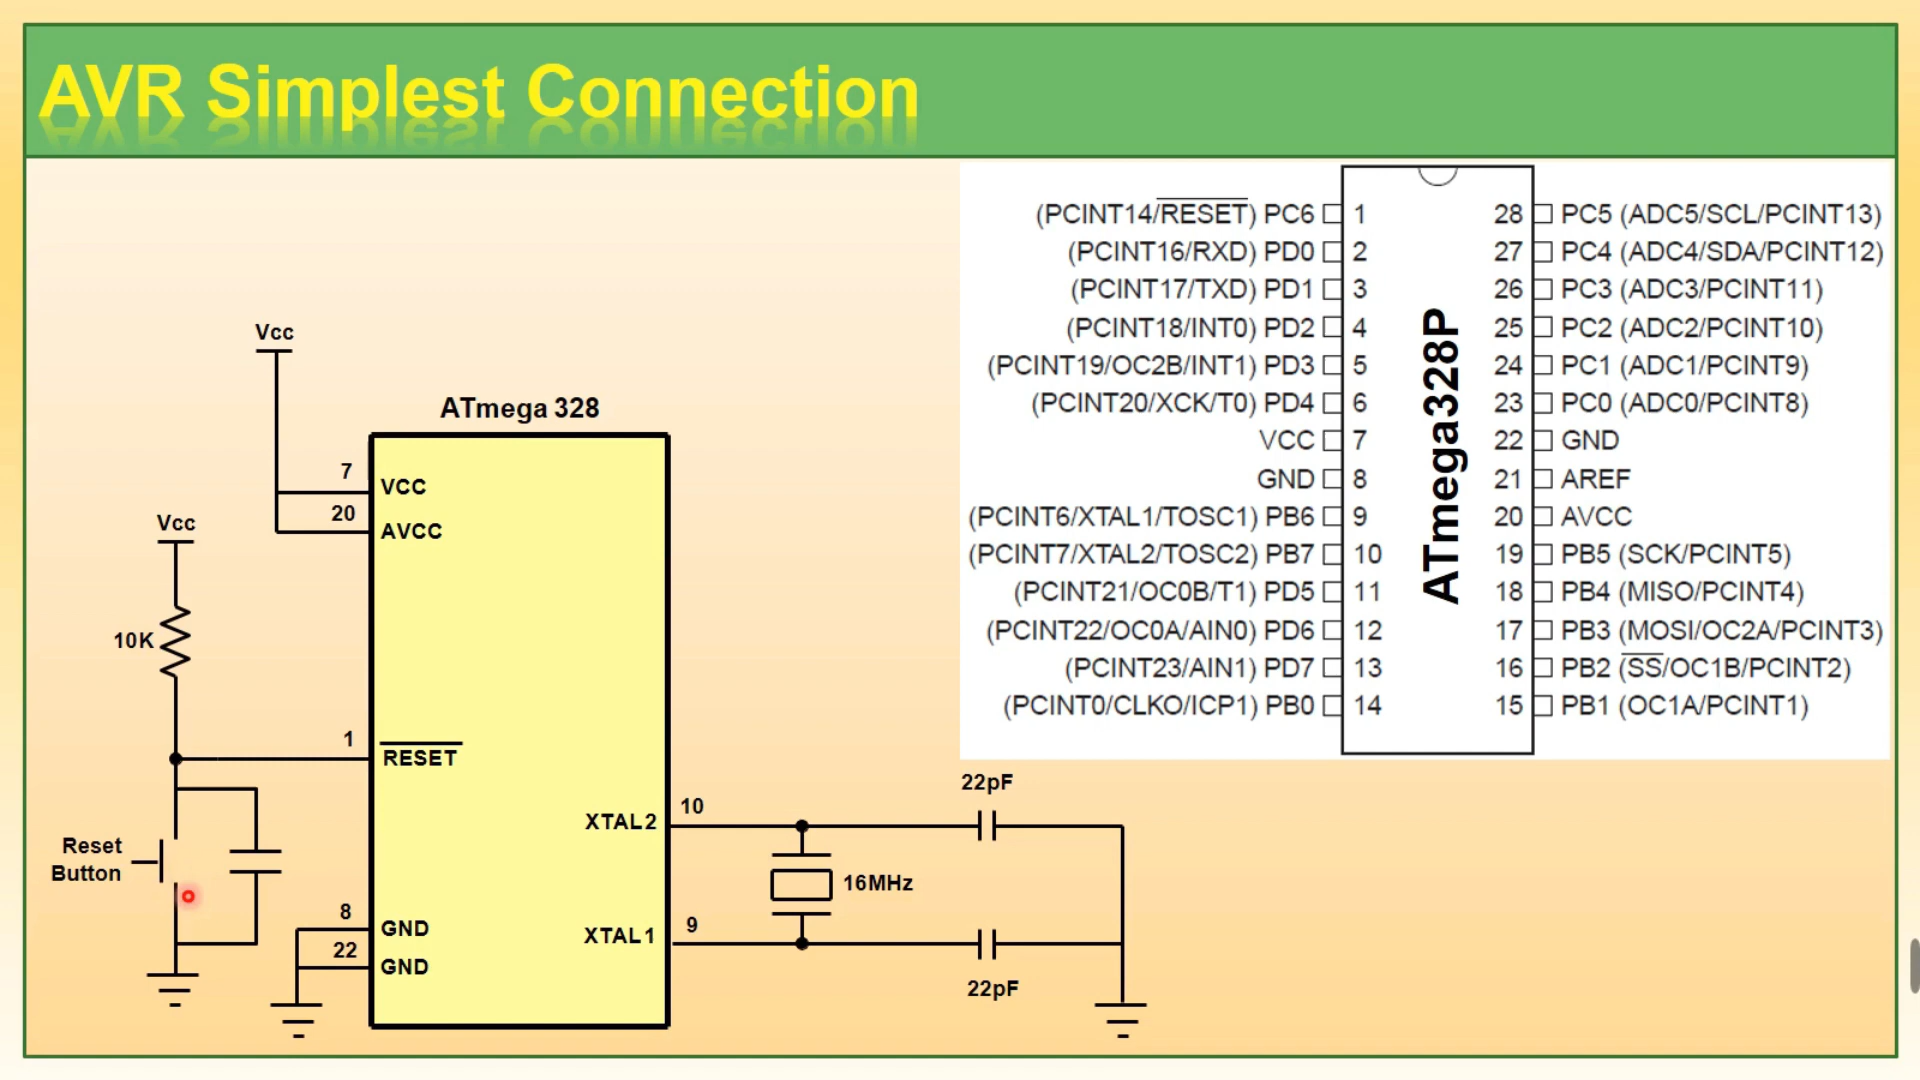 AVR Simplest Connection
(PCINT14/RESET) PC6 1 28 PC5 (ADC5/SCL/PCINT13)
(PCINT16/RXD) PD0 2 27 PC4 (ADC4/SDA/PCINT12)
(PCINT17/TXD) PD1 3 26 PC3 (ADC3/PCINT11)
(PCINT18/INT0) PD2 4 25 PC2 (ADC2/PCINT10)
(PCINT19/OC2B/INT1) PD3 5 24 PC1 (ADC1/PCINT9)
(PCINT20/XCK/T0) PD4 6 23 PC0 (ADC0/PCINT8)
VCC 7 22 GND
GND 8 21 AREF
(PCINT6/XTAL1/TOSC1) PB6 9 20 AVCC
(PCINT7/XTAL2/TOSC2) PB7 10 19 PB5 (SCK/PCINT5)
(PCINT21/OC0B/T1) PD5 11 18 PB4 (MISO/PCINT4)
(PCINT22/OC0A/AIN0) PD6 12 17 PB3 (MOSI/OC2A/PCINT3)
(PCINT23/AIN1) PD7 13 16 PB2 (SS/OC1B/PCINT2)
(PCINT0/CLKO/ICP1) PB0 14 15 PB1 (OC1A/PCINT1)
ATmega328P
Vcc
ATmega 328
7
VCC
20
AVCC
Vcc
10K
1
RESET
Reset
Button
8
GND
22
GND
XTAL2
10
22pF
16MHz
XTAL1
9
22pF